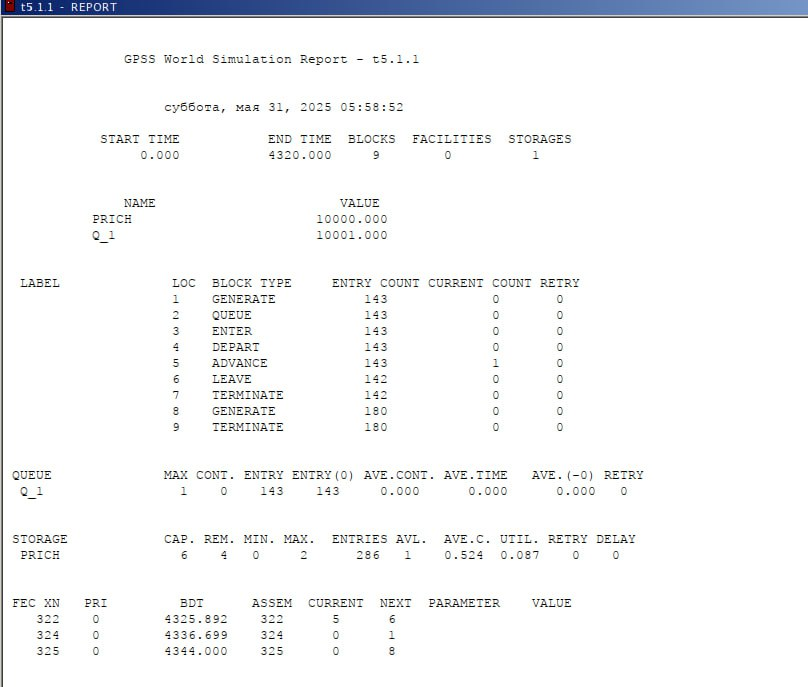 t5.1.1 - REPORT
GPSS World Simulation Report - t5.1.1
суббота, мая 31, 2025 05:58:52
START TIME END TIME BLOCKS FACILITIES STORAGES
0.000 4320.000 9 0 1
NAME VALUE
PRICH 10000.000
Q_1 10001.000
LABEL LOC BLOCK TYPE ENTRY COUNT CURRENT COUNT RETRY
1 GENERATE 143 0 0
2 QUEUE 143 0 0
3 ENTER 143 0 0
4 DEPART 143 0 0
5 ADVANCE 143 1 0
6 LEAVE 142 0 0
7 TERMINATE 142 0 0
8 GENERATE 180 0 0
9 TERMINATE 180 0 0
QUEUE MAX CONT. ENTRY ENTRY(0) AVE.CONT. AVE.TIME AVE.(-0) RETRY
Q_1 1 0 143 143 0.000 0.000 0.000 0
STORAGE CAP. REM. MIN. MAX. ENTRIES AVL. AVE.C. UTIL. RETRY DELAY
PRICH 6 4 0 2 286 1 0.524 0.087 0 0
FEC XN PRI BDT ASSEM CURRENT NEXT PARAMETER VALUE
322 0 4325.892 322 5 6
324 0 4336.699 324 0 1
325 0 4344.000 325 0 8